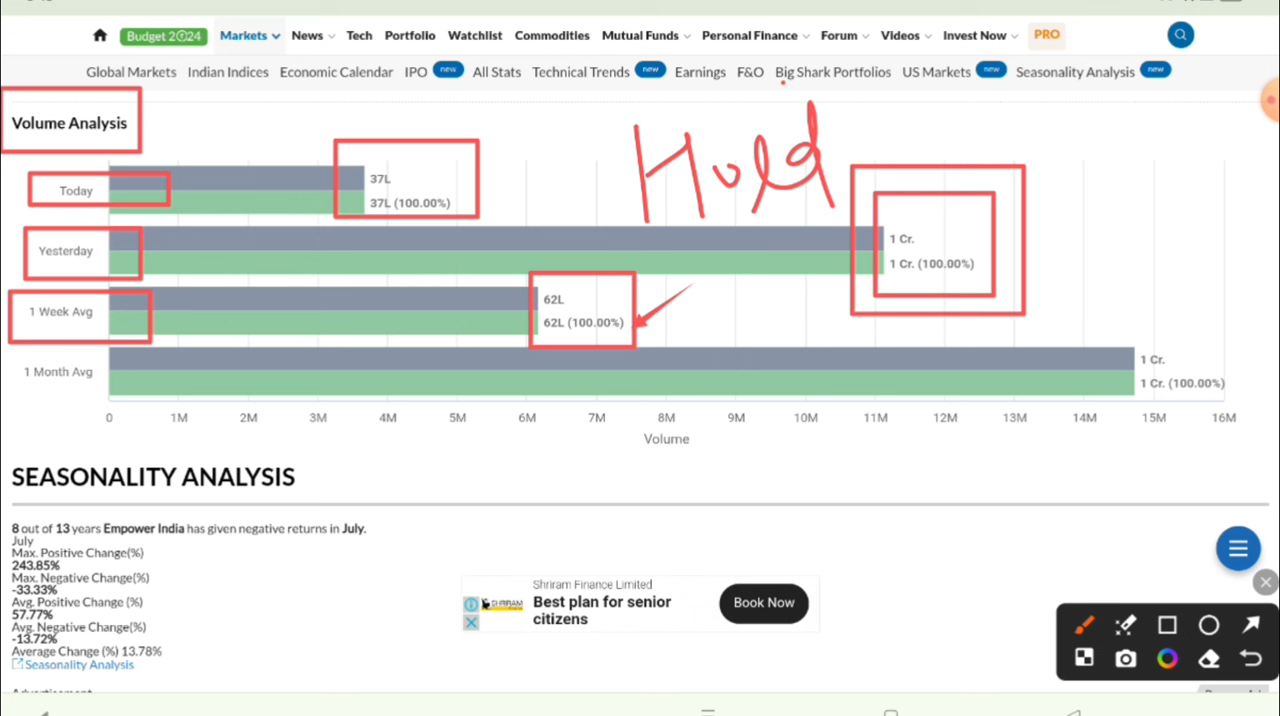 Budget 2024 Markets News Tech Portfolio Watchlist Commodities Mutual Funds Personal Finance Forum Videos Invest Now PRO
Global Markets Indian Indices Economic Calendar IPO new All Stats Technical Trends new Earnings F&O Big Shark Portfolios US Markets new Seasonality Analysis new
Volume Analysis
Hold
Today
37L
37L (100.00%)
Yesterday
1 Cr.
1 Cr. (100.00%)
1 Week Avg
62L
62L (100.00%)
1 Month Avg
1 Cr.
1 Cr. (100.00%)
0 1M 2M 3M 4M 5M 6M 7M 8M 9M 10M 11M 12M 13M 14M 15M 16M
Volume
SEASONALITY ANALYSIS
8 out of 13 years Empower India has given negative returns in July.
July
Max. Positive Change(%)
243.85%
Max. Negative Change(%)
-33.33%
Avg. Positive Change (%)
57.77%
Avg. Negative Change(%)
-13.72%
Average Change (%) 13.78%
Seasonality Analysis
Shriram Finance Limited
SHRIRAM
Best plan for senior
citizens
Book Now